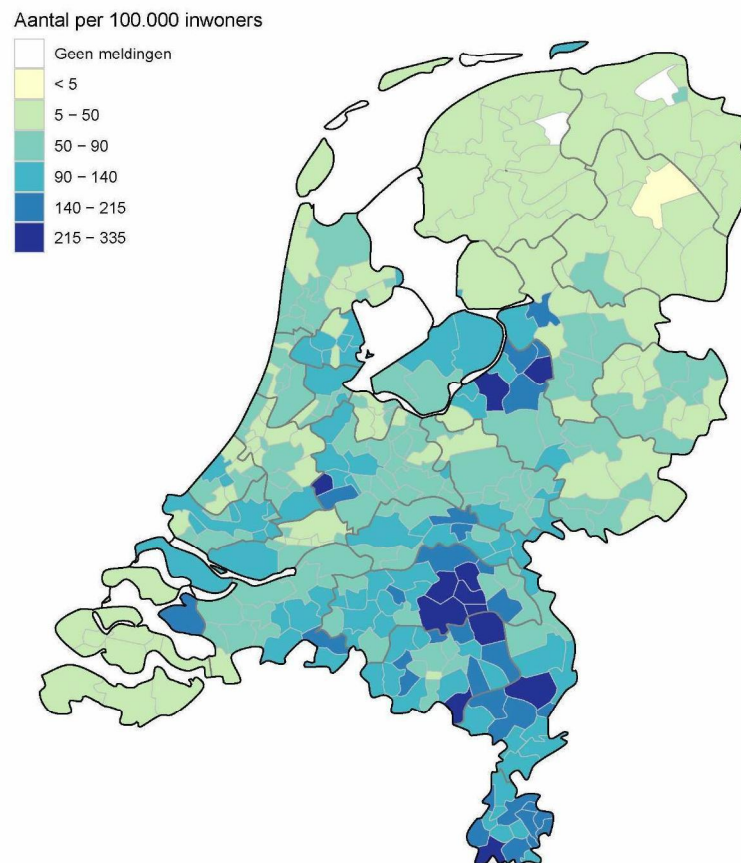 Aantal per 100.000 inwoners
Geen meldingen
< 5
5 − 50
50 − 90
90 − 140
140 − 215
215 − 335